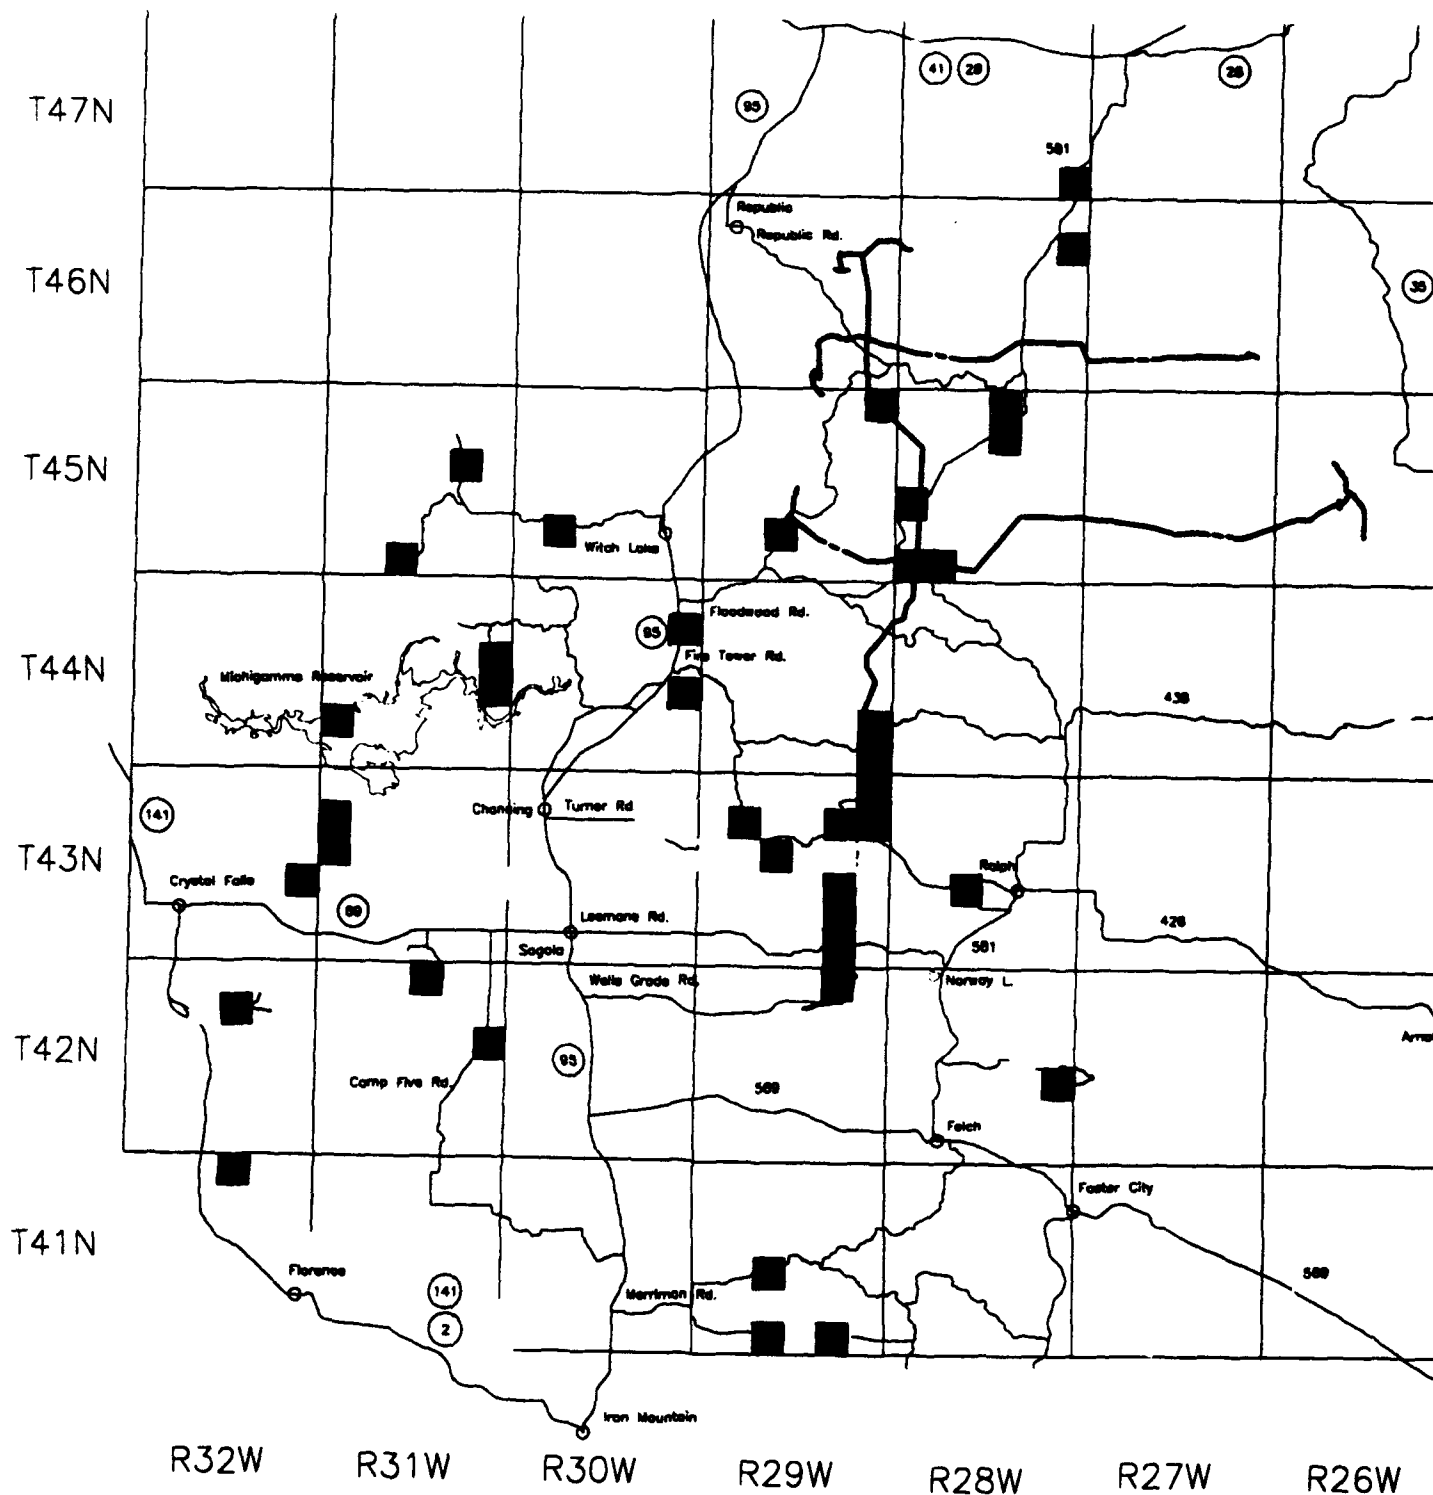 41
28
28
95
T47N
581
Republic
Republic Rd.
T46N
35
T45N
Witch Lake
Floodwood Rd.
95
Fire Tower Rd.
T44N
Michigamme Reservoir
438
Channing
Turner Rd
141
T43N
Ralph
Crystal Falls
69
Leemans Rd.
426
Sagola
581
Wells Grade Rd.
Norway L.
T42N
95
Camp Five Rd.
569
Felch
Foster City
T41N
Florence
141
Merriman Rd.
569
2
Iron Mountain
R32W
R31W
R30W
R29W
R28W
R27W
R26W